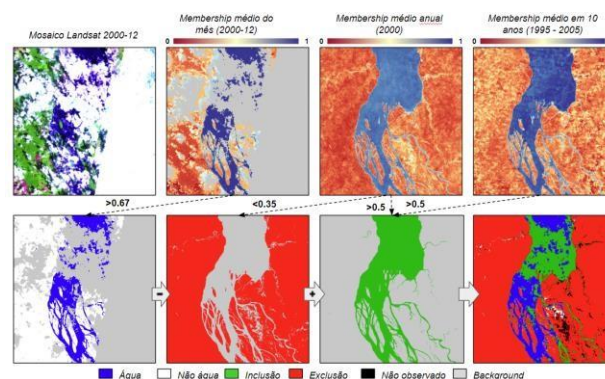 Mosaico Landsat 2000-12
Membership médio do
mês (2000-12)
0 1
Membership médio anual
(2000)
0 1
Membership médio em 10
anos (1995 - 2005)
0 1
>0.67
<0.35
>0.5
>0.5
Água
Não água
Inclusão
Exclusão
Não observado
Background